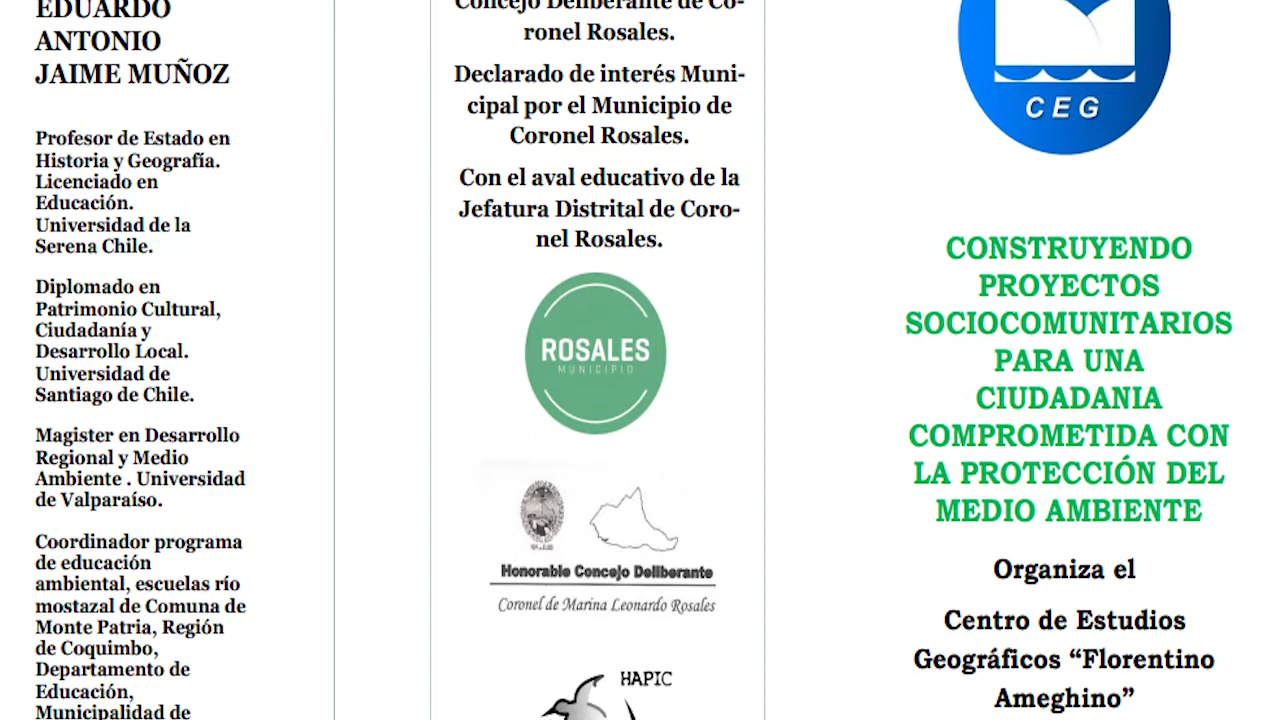 EDUARDO
ANTONIO
JAIME MUÑOZ
Profesor de Estado en
Historia y Geografía.
Licenciado en
Educación.
Universidad de la
Serena Chile.
Diplomado en
Patrimonio Cultural,
Ciudadanía y
Desarrollo Local.
Universidad de
Santiago de Chile.
Magister en Desarrollo
Regional y Medio
Ambiente . Universidad
de Valparaíso.
Coordinador programa
de educación
ambiental, escuelas río
mostazal de Comuna de
Monte Patria, Región
de Coquimbo,
Departamento de
Educación,
Municipalidad de
Concejo Deliberante de Co-
ronel Rosales.
Declarado de interés Muni-
cipal por el Municipio de
Coronel Rosales.
Con el aval educativo de la
Jefatura Distrital de Coro-
nel Rosales.
ROSALES
MUNICIPIO
Honorable Concejo Deliberante
Coronel de Marina Leonardo Rosales
HAPIC
CEG
CONSTRUYENDO
PROYECTOS
SOCIOCOMUNITARIOS
PARA UNA
CIUDADANIA
COMPROMETIDA CON
LA PROTECCIÓN DEL
MEDIO AMBIENTE
Organiza el
Centro de Estudios
Geográficos “Florentino
Ameghino”